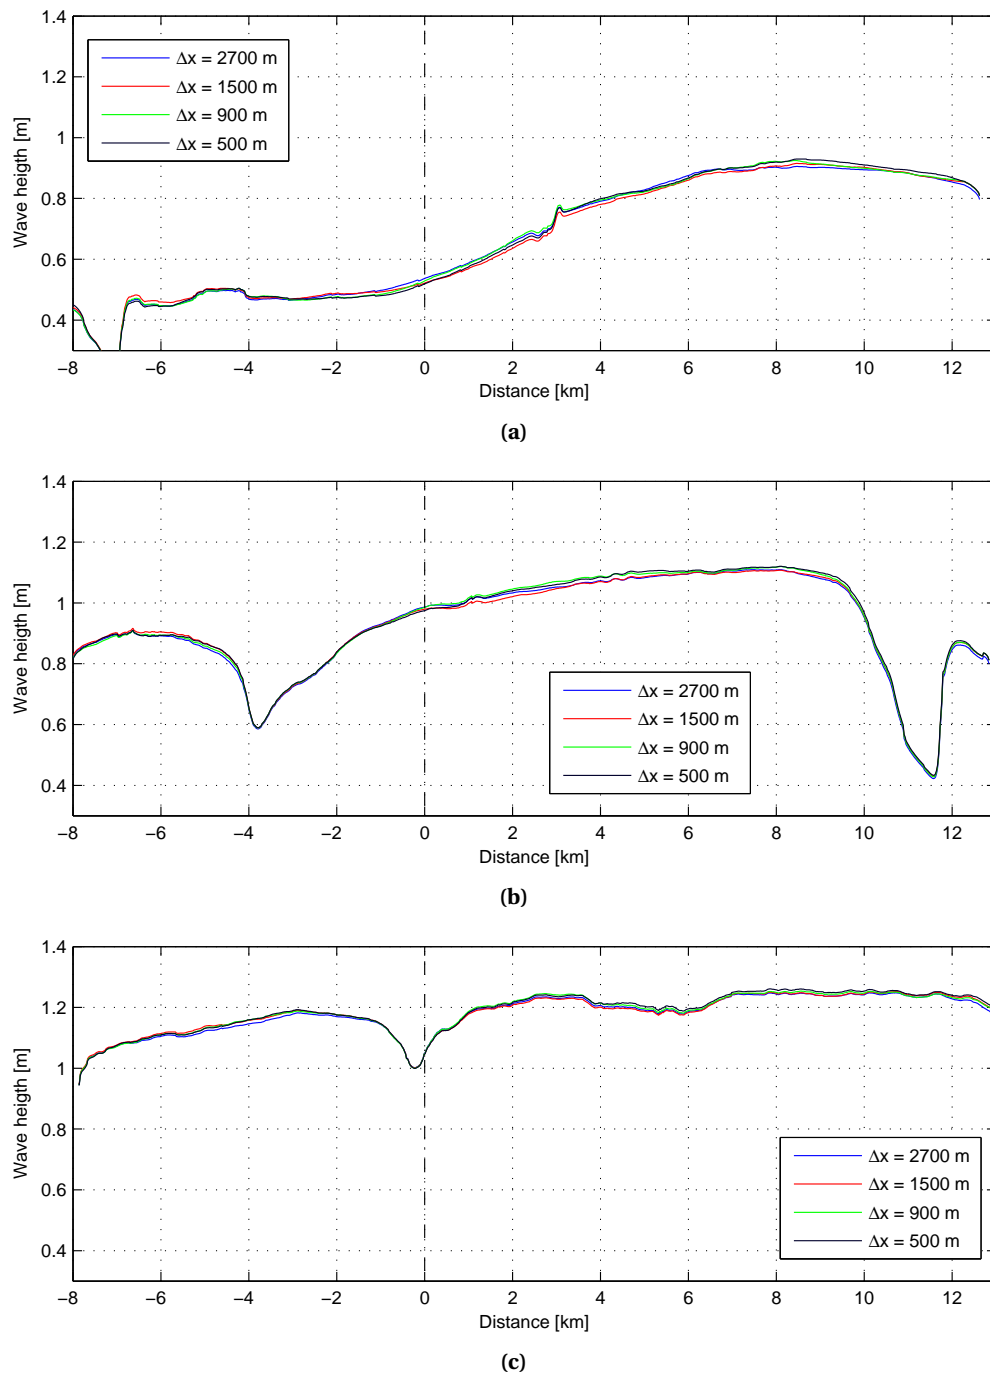 1.4
1.2
1
0.8
0.6
0.4
Wave heigth [m]
Δx = 2700 m
Δx = 1500 m
Δx = 900 m
Δx = 500 m
−8 −6 −4 −2 0 2 4 6 8 10 12
Distance [km]
(a)
1.4
1.2
1
0.8
0.6
0.4
Wave heigth [m]
Δx = 2700 m
Δx = 1500 m
Δx = 900 m
Δx = 500 m
−8 −6 −4 −2 0 2 4 6 8 10 12
Distance [km]
(b)
1.4
1.2
1
0.8
0.6
0.4
Wave heigth [m]
Δx = 2700 m
Δx = 1500 m
Δx = 900 m
Δx = 500 m
−8 −6 −4 −2 0 2 4 6 8 10 12
Distance [km]
(c)